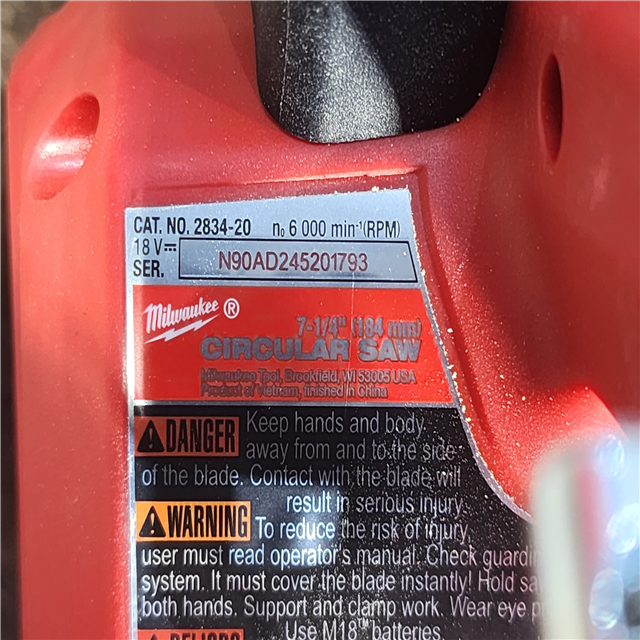 CAT. NO. 2834-20 n₀ 6 000 min⁻¹(RPM)
18 V⎓
SER. N90AD245201793
Milwaukee ®
7-1/4" (184 mm)
CIRCULAR SAW
Milwaukee Tool, Brookfield, WI 53005 USA
Product of Vietnam, finished in China
DANGER Keep hands and body
away from and to the side
of the blade. Contact with the blade will
result in serious injury.
WARNING To reduce the risk of injury,
user must read operator's manual. Check
system. It must cover the blade instantly! Hold
both hands. Support and clamp work. Wear eye
Use M18™ batteries
PELIGRO